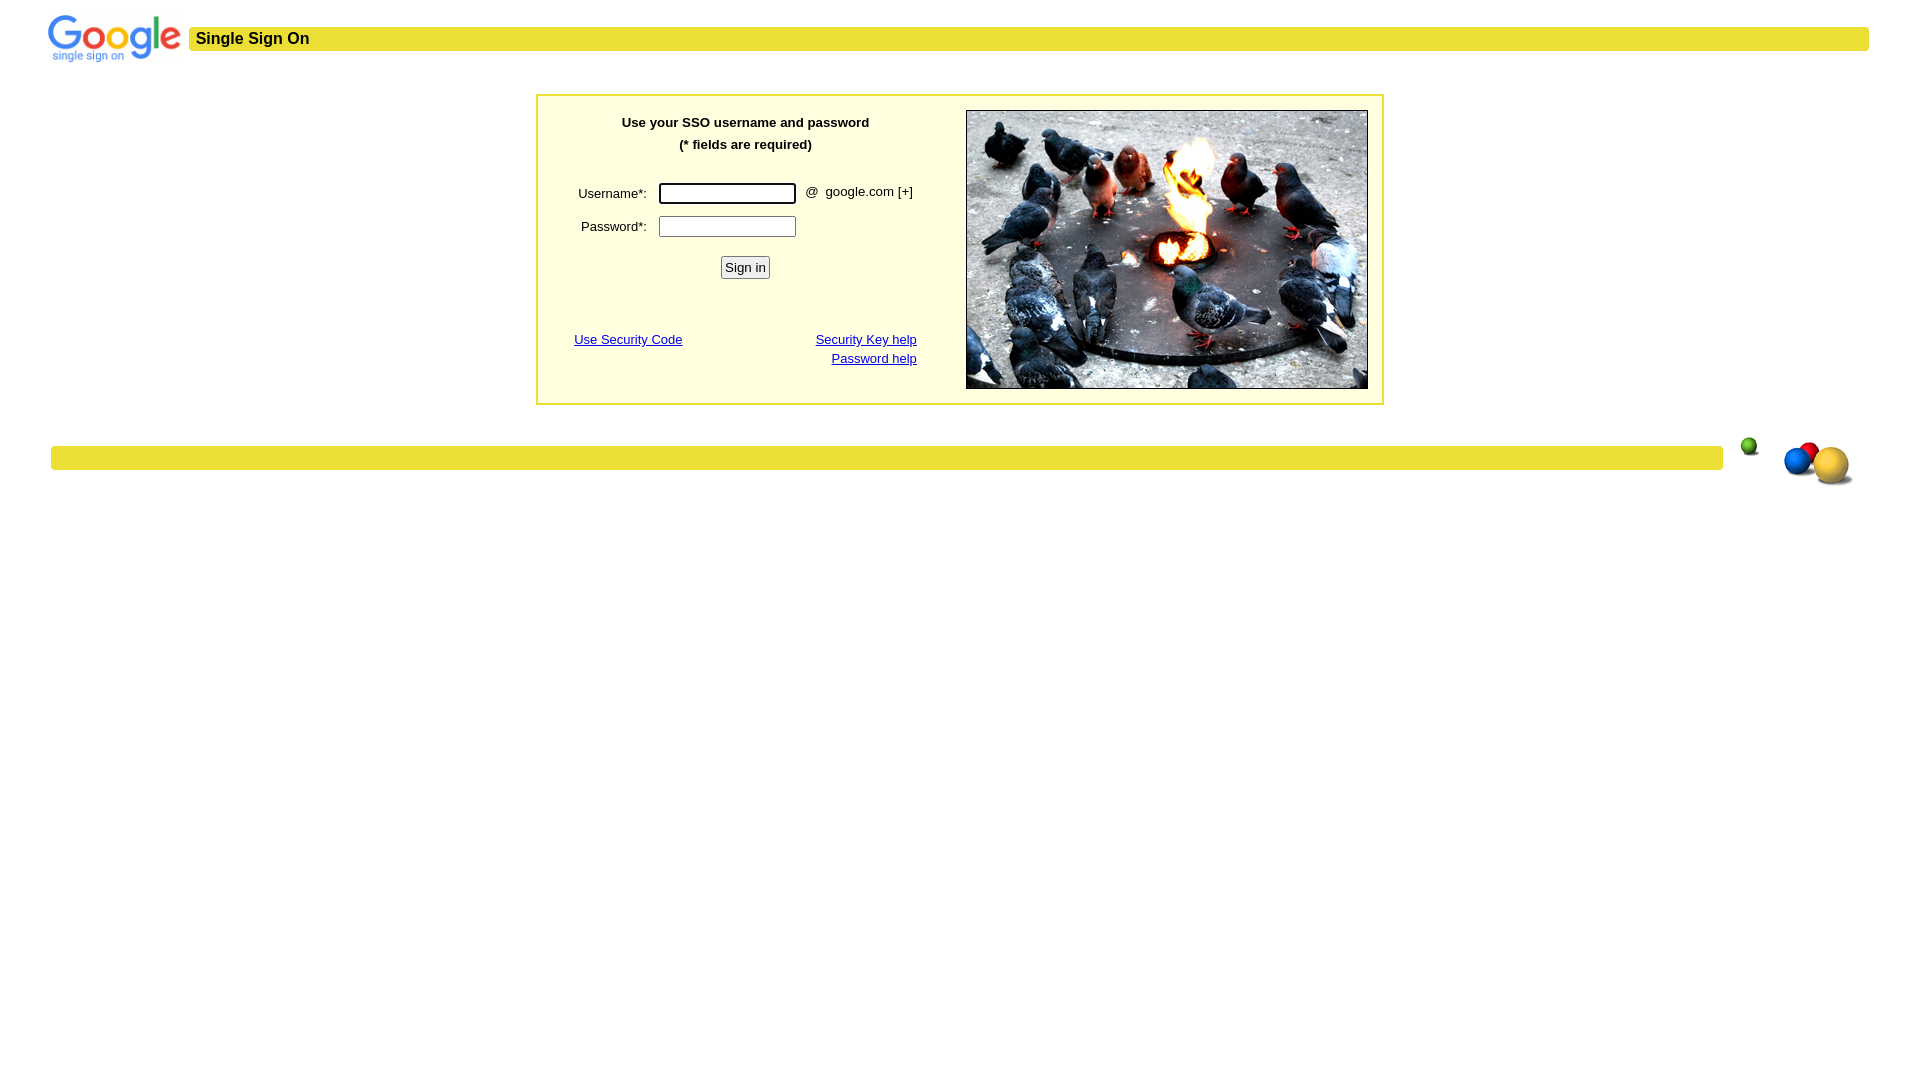 Google
single sign on
Single Sign On
Use your SSO username and password
(* fields are required)
Username*: @ google.com [+]
Password*:
Sign in
Use Security Code Security Key help
Password help